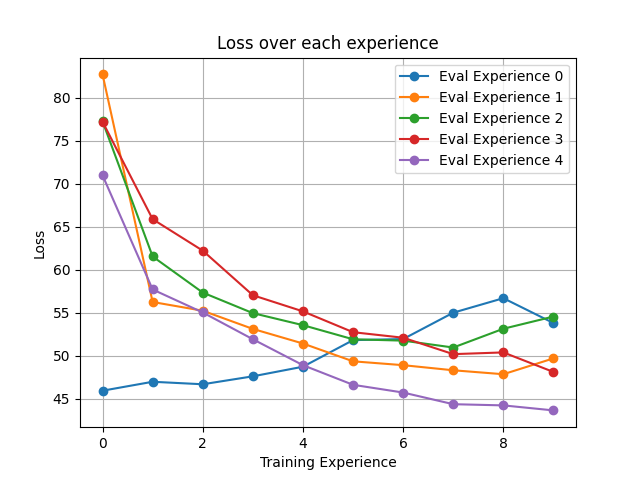 Loss over each experience
Eval Experience 0
Eval Experience 1
Eval Experience 2
Eval Experience 3
Eval Experience 4
80
75
70
65
60
55
50
45
Loss
0 2 4 6 8
Training Experience